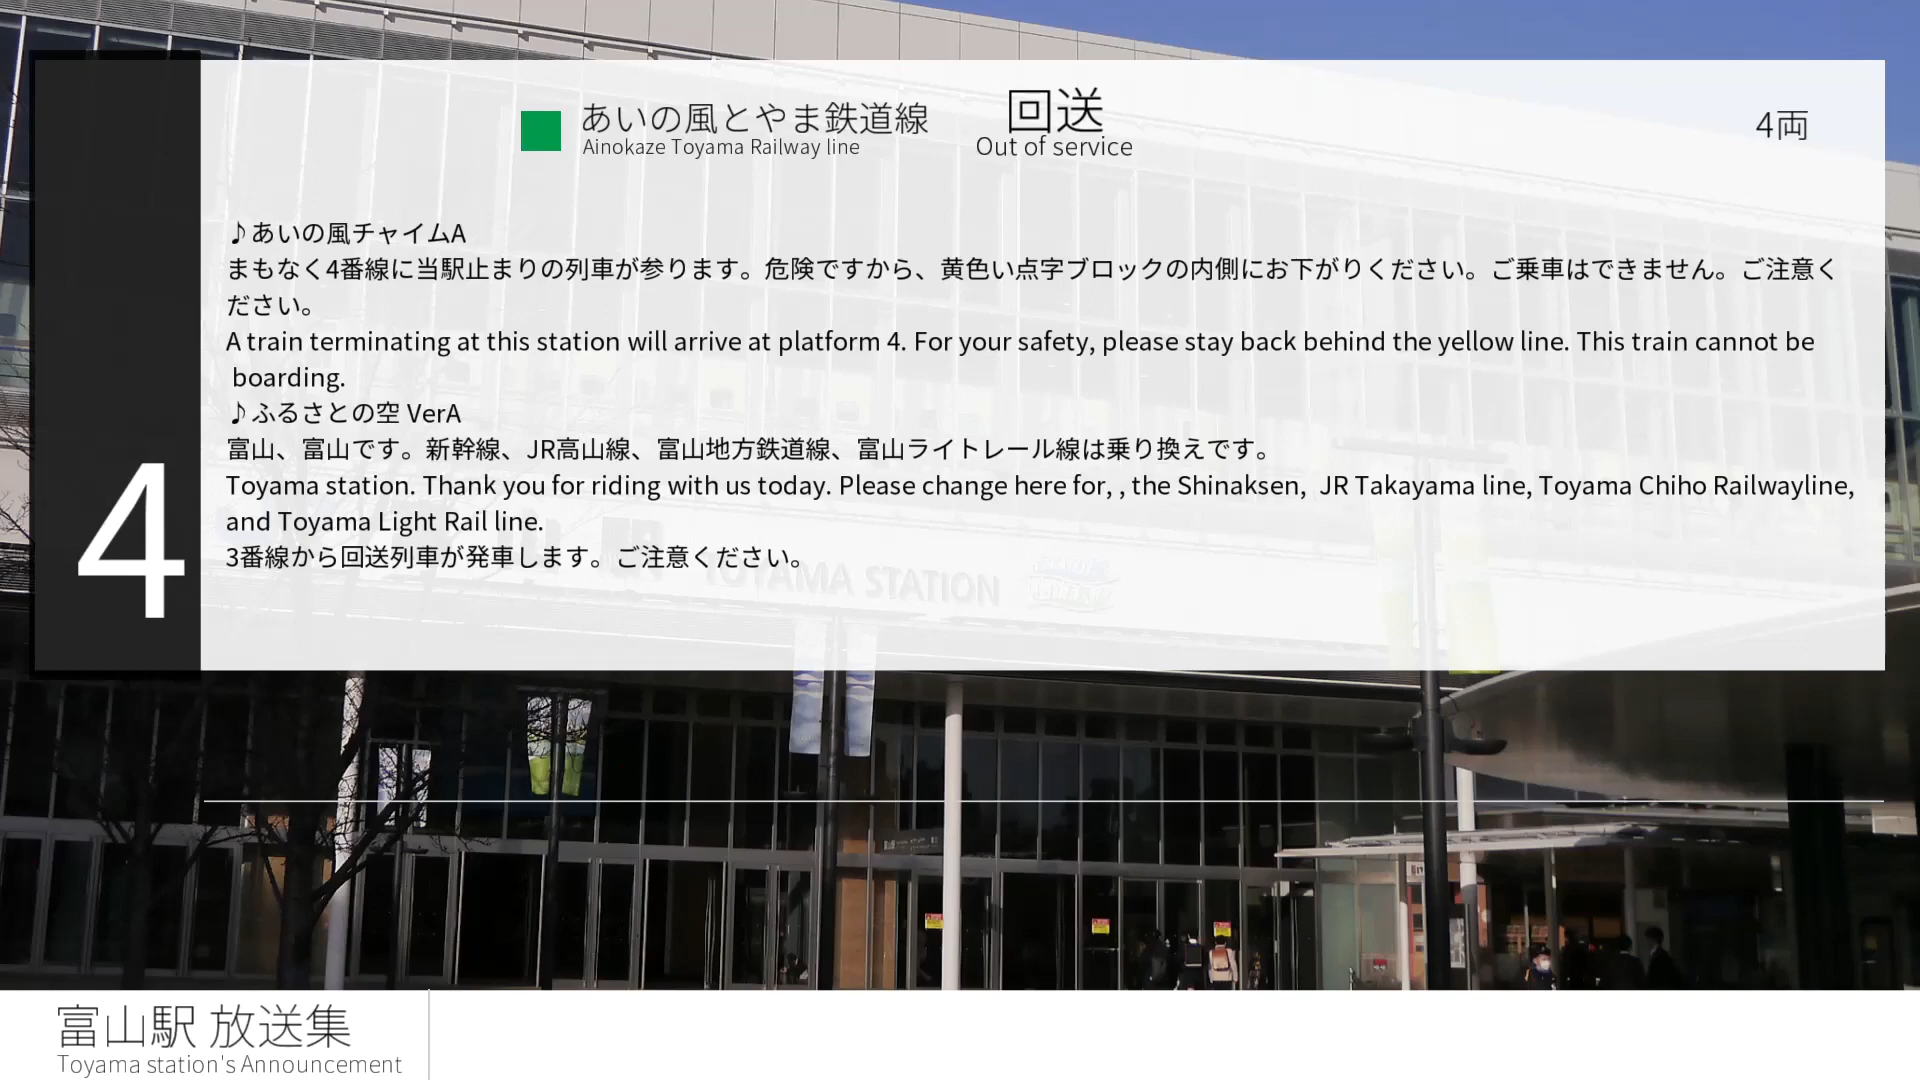 あいの風とやま鉄道線
Ainokaze Toyama Railway line
回送
Out of service
4両
4
♪あいの風チャイムA
まもなく4番線に当駅止まりの列車が参ります。危険ですから、黄色い点字ブロックの内側にお下がりください。ご乗車はできません。ご注意く
ださい。
A train terminating at this station will arrive at platform 4. For your safety, please stay back behind the yellow line. This train cannot be
boarding.
♪ふるさとの空 VerA
富山、富山です。新幹線、JR高山線、富山地方鉄道線、富山ライトレール線は乗り換えです。
Toyama station. Thank you for riding with us today. Please change here for, , the Shinaksen,  JR Takayama line, Toyama Chiho Railwayline,
and Toyama Light Rail line.
3番線から回送列車が発車します。ご注意ください。
TOYAMA STATION
富山駅 放送集
Toyama station's Announcement